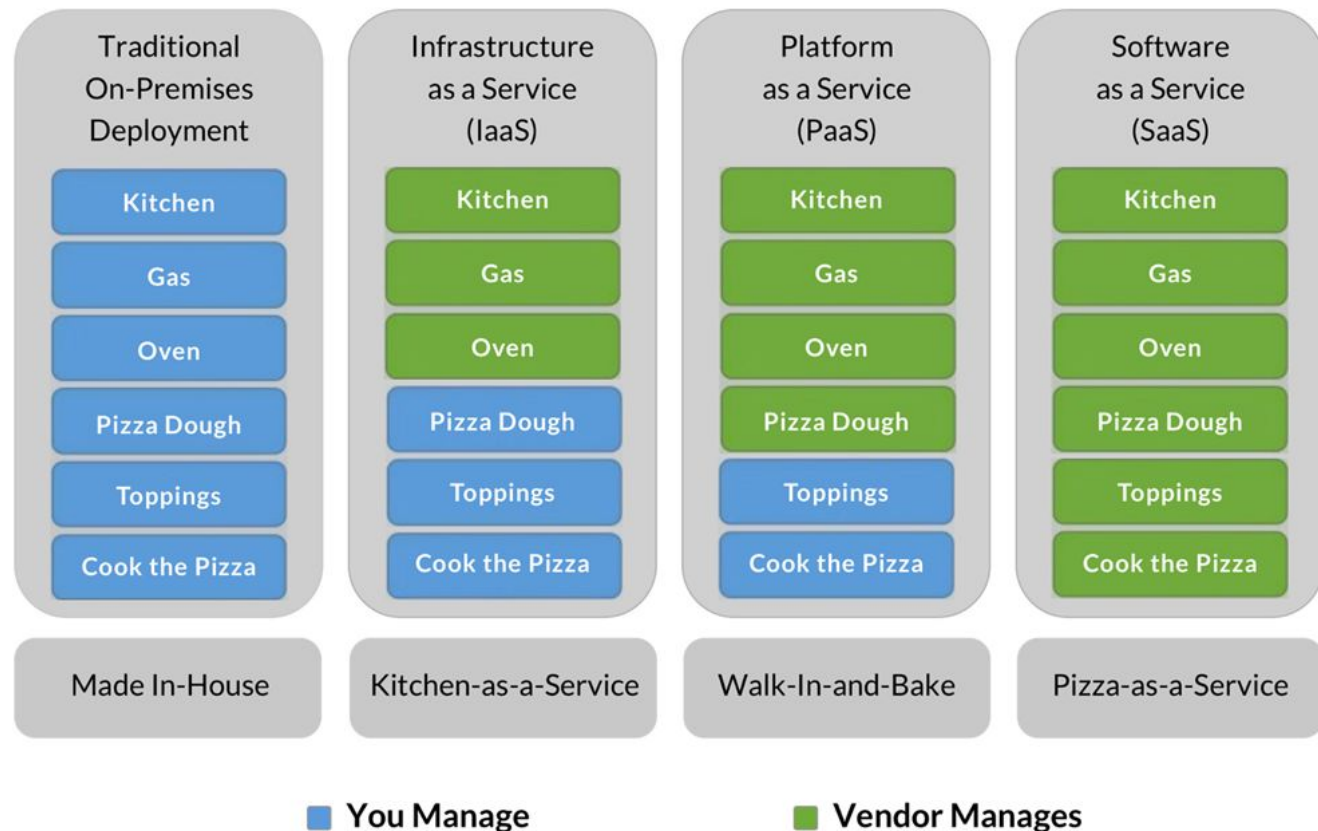 Traditional
On-Premises
Deployment
Kitchen
Gas
Oven
Pizza Dough
Toppings
Cook the Pizza
Made In-House
Infrastructure
as a Service
(IaaS)
Kitchen
Gas
Oven
Pizza Dough
Toppings
Cook the Pizza
Kitchen-as-a-Service
Platform
as a Service
(PaaS)
Kitchen
Gas
Oven
Pizza Dough
Toppings
Cook the Pizza
Walk-In-and-Bake
Software
as a Service
(SaaS)
Kitchen
Gas
Oven
Pizza Dough
Toppings
Cook the Pizza
Pizza-as-a-Service
You Manage
Vendor Manages